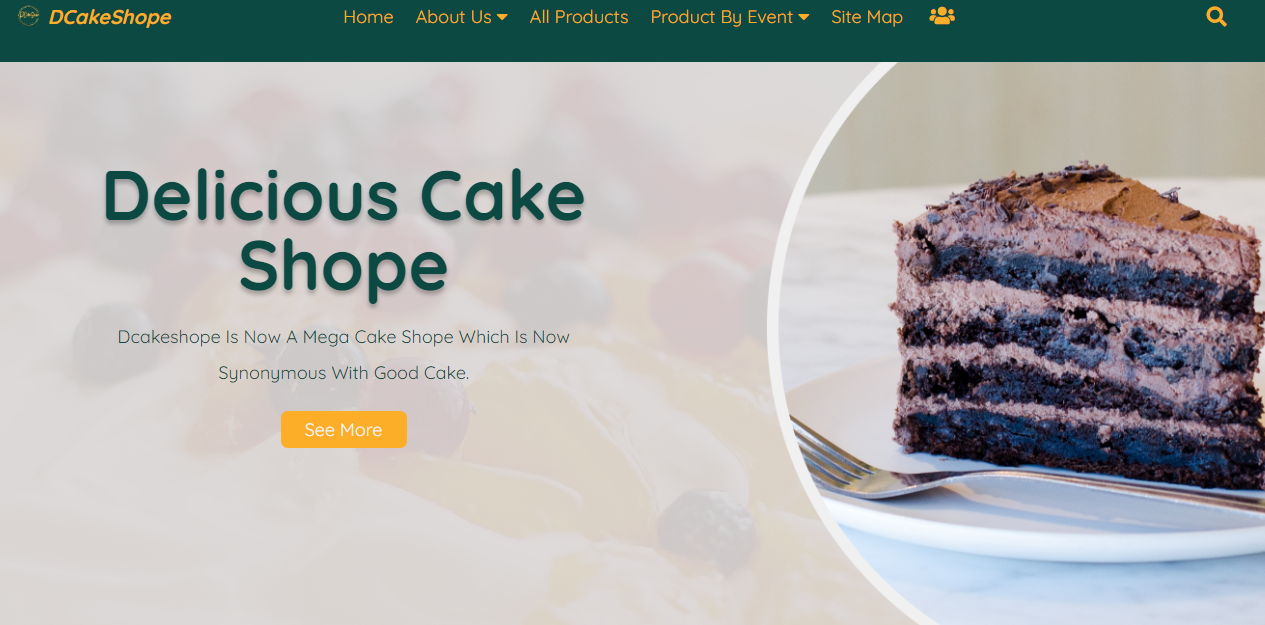 DCakeShope
Home About Us All Products Product By Event Site Map
Delicious Cake
Shope
Dcakeshope Is Now A Mega Cake Shope Which Is Now
Synonymous With Good Cake.
See More